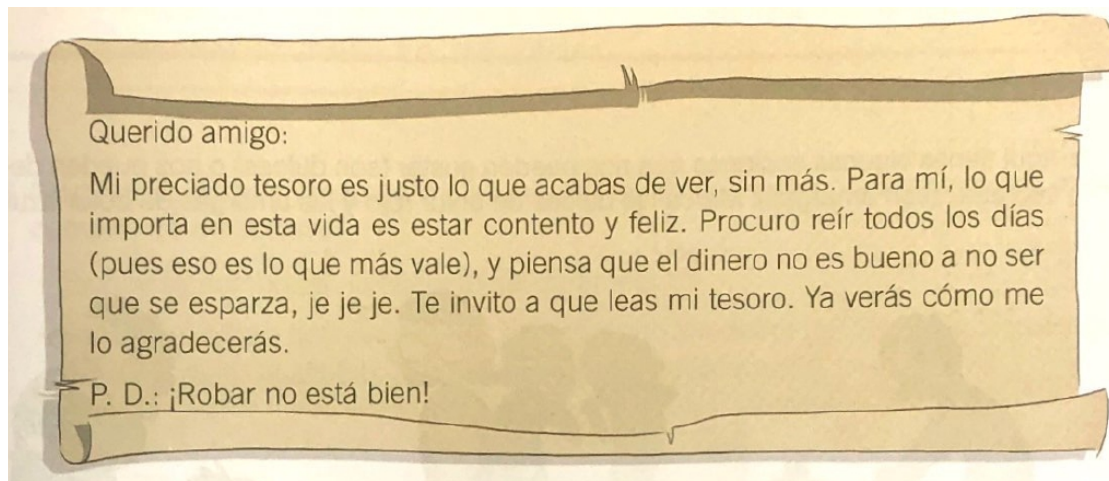 Querido amigo:
Mi preciado tesoro es justo lo que acabas de ver, sin más. Para mí, lo que
importa en esta vida es estar contento y feliz. Procuro reír todos los días
(pues eso es lo que más vale), y piensa que el dinero no es bueno a no ser
que se esparza, je je je. Te invito a que leas mi tesoro. Ya verás cómo me
lo agradecerás.
P. D.: ¡Robar no está bien!